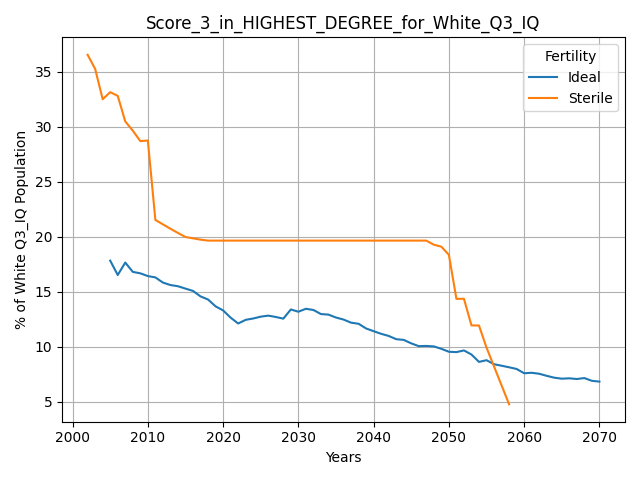 Score_3_in_HIGHEST_DEGREE_for_White_Q3_IQ
Fertility
Ideal
Sterile
% of White Q3_IQ Population
35
30
25
20
15
10
5
2000 2010 2020 2030 2040 2050 2060 2070
Years